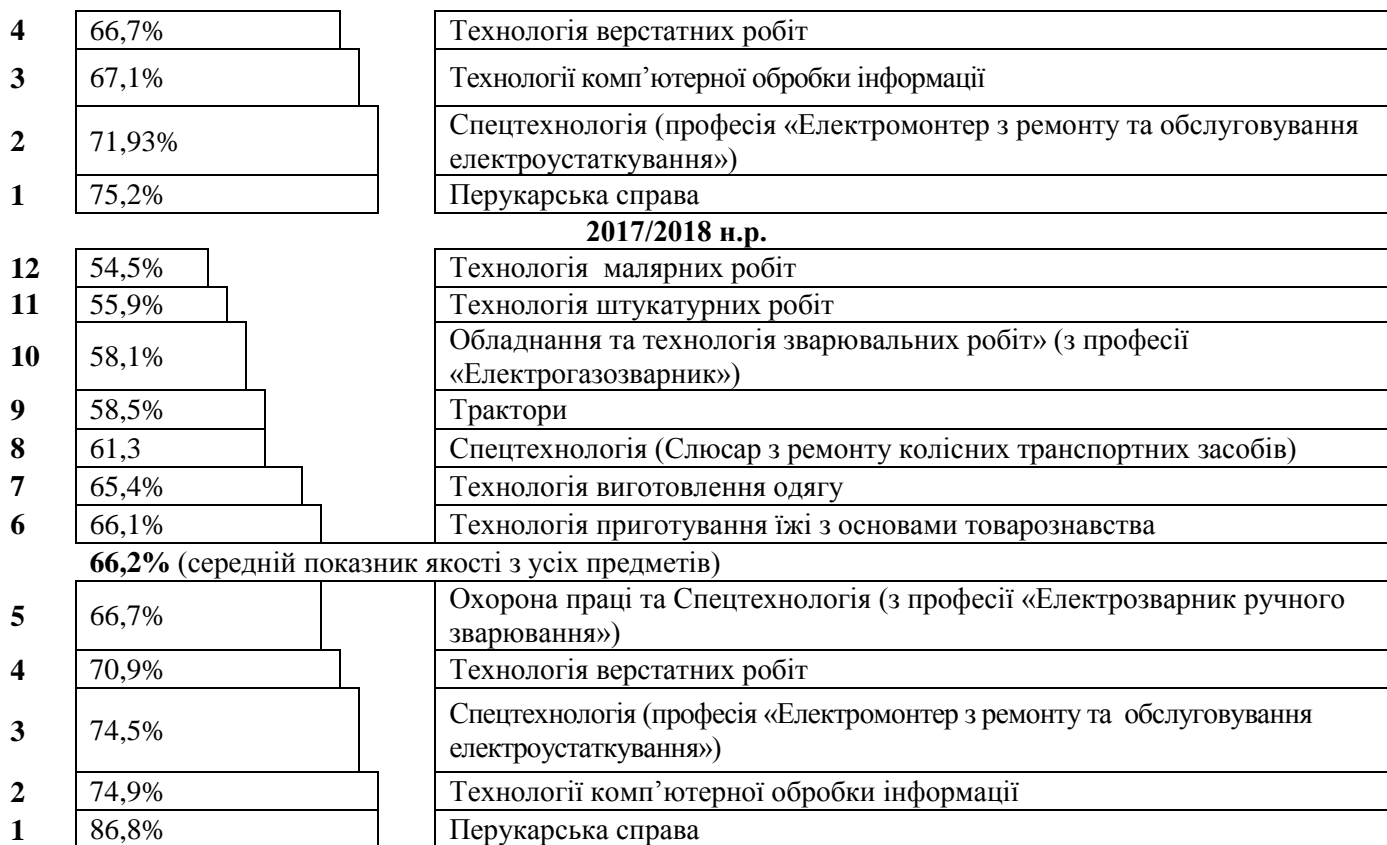 4 66,7% Технологія верстатних робіт
3 67,1% Технології комп’ютерної обробки інформації
2 71,93% Спецтехнологія (професія «Електромонтер з ремонту та обслуговування
електроустаткування»)
1 75,2% Перукарська справа
2017/2018 н.р.
12 54,5% Технологія малярних робіт
11 55,9% Технологія штукатурних робіт
10 58,1% Обладнання та технологія зварювальних робіт» (з професії
«Електрогазозварник»)
9 58,5% Трактори
8 61,3 Спецтехнологія (Слюсар з ремонту колісних транспортних засобів)
7 65,4% Технологія виготовлення одягу
6 66,1% Технологія приготування їжі з основами товарознавства
66,2% (середній показник якості з усіх предметів)
5 66,7% Охорона праці та Спецтехнологія (з професії «Електрозварник ручного
зварювання»)
4 70,9% Технологія верстатних робіт
3 74,5% Спецтехнологія (професія «Електромонтер з ремонту та обслуговування
електроустаткування»)
2 74,9% Технології комп’ютерної обробки інформації
1 86,8% Перукарська справа